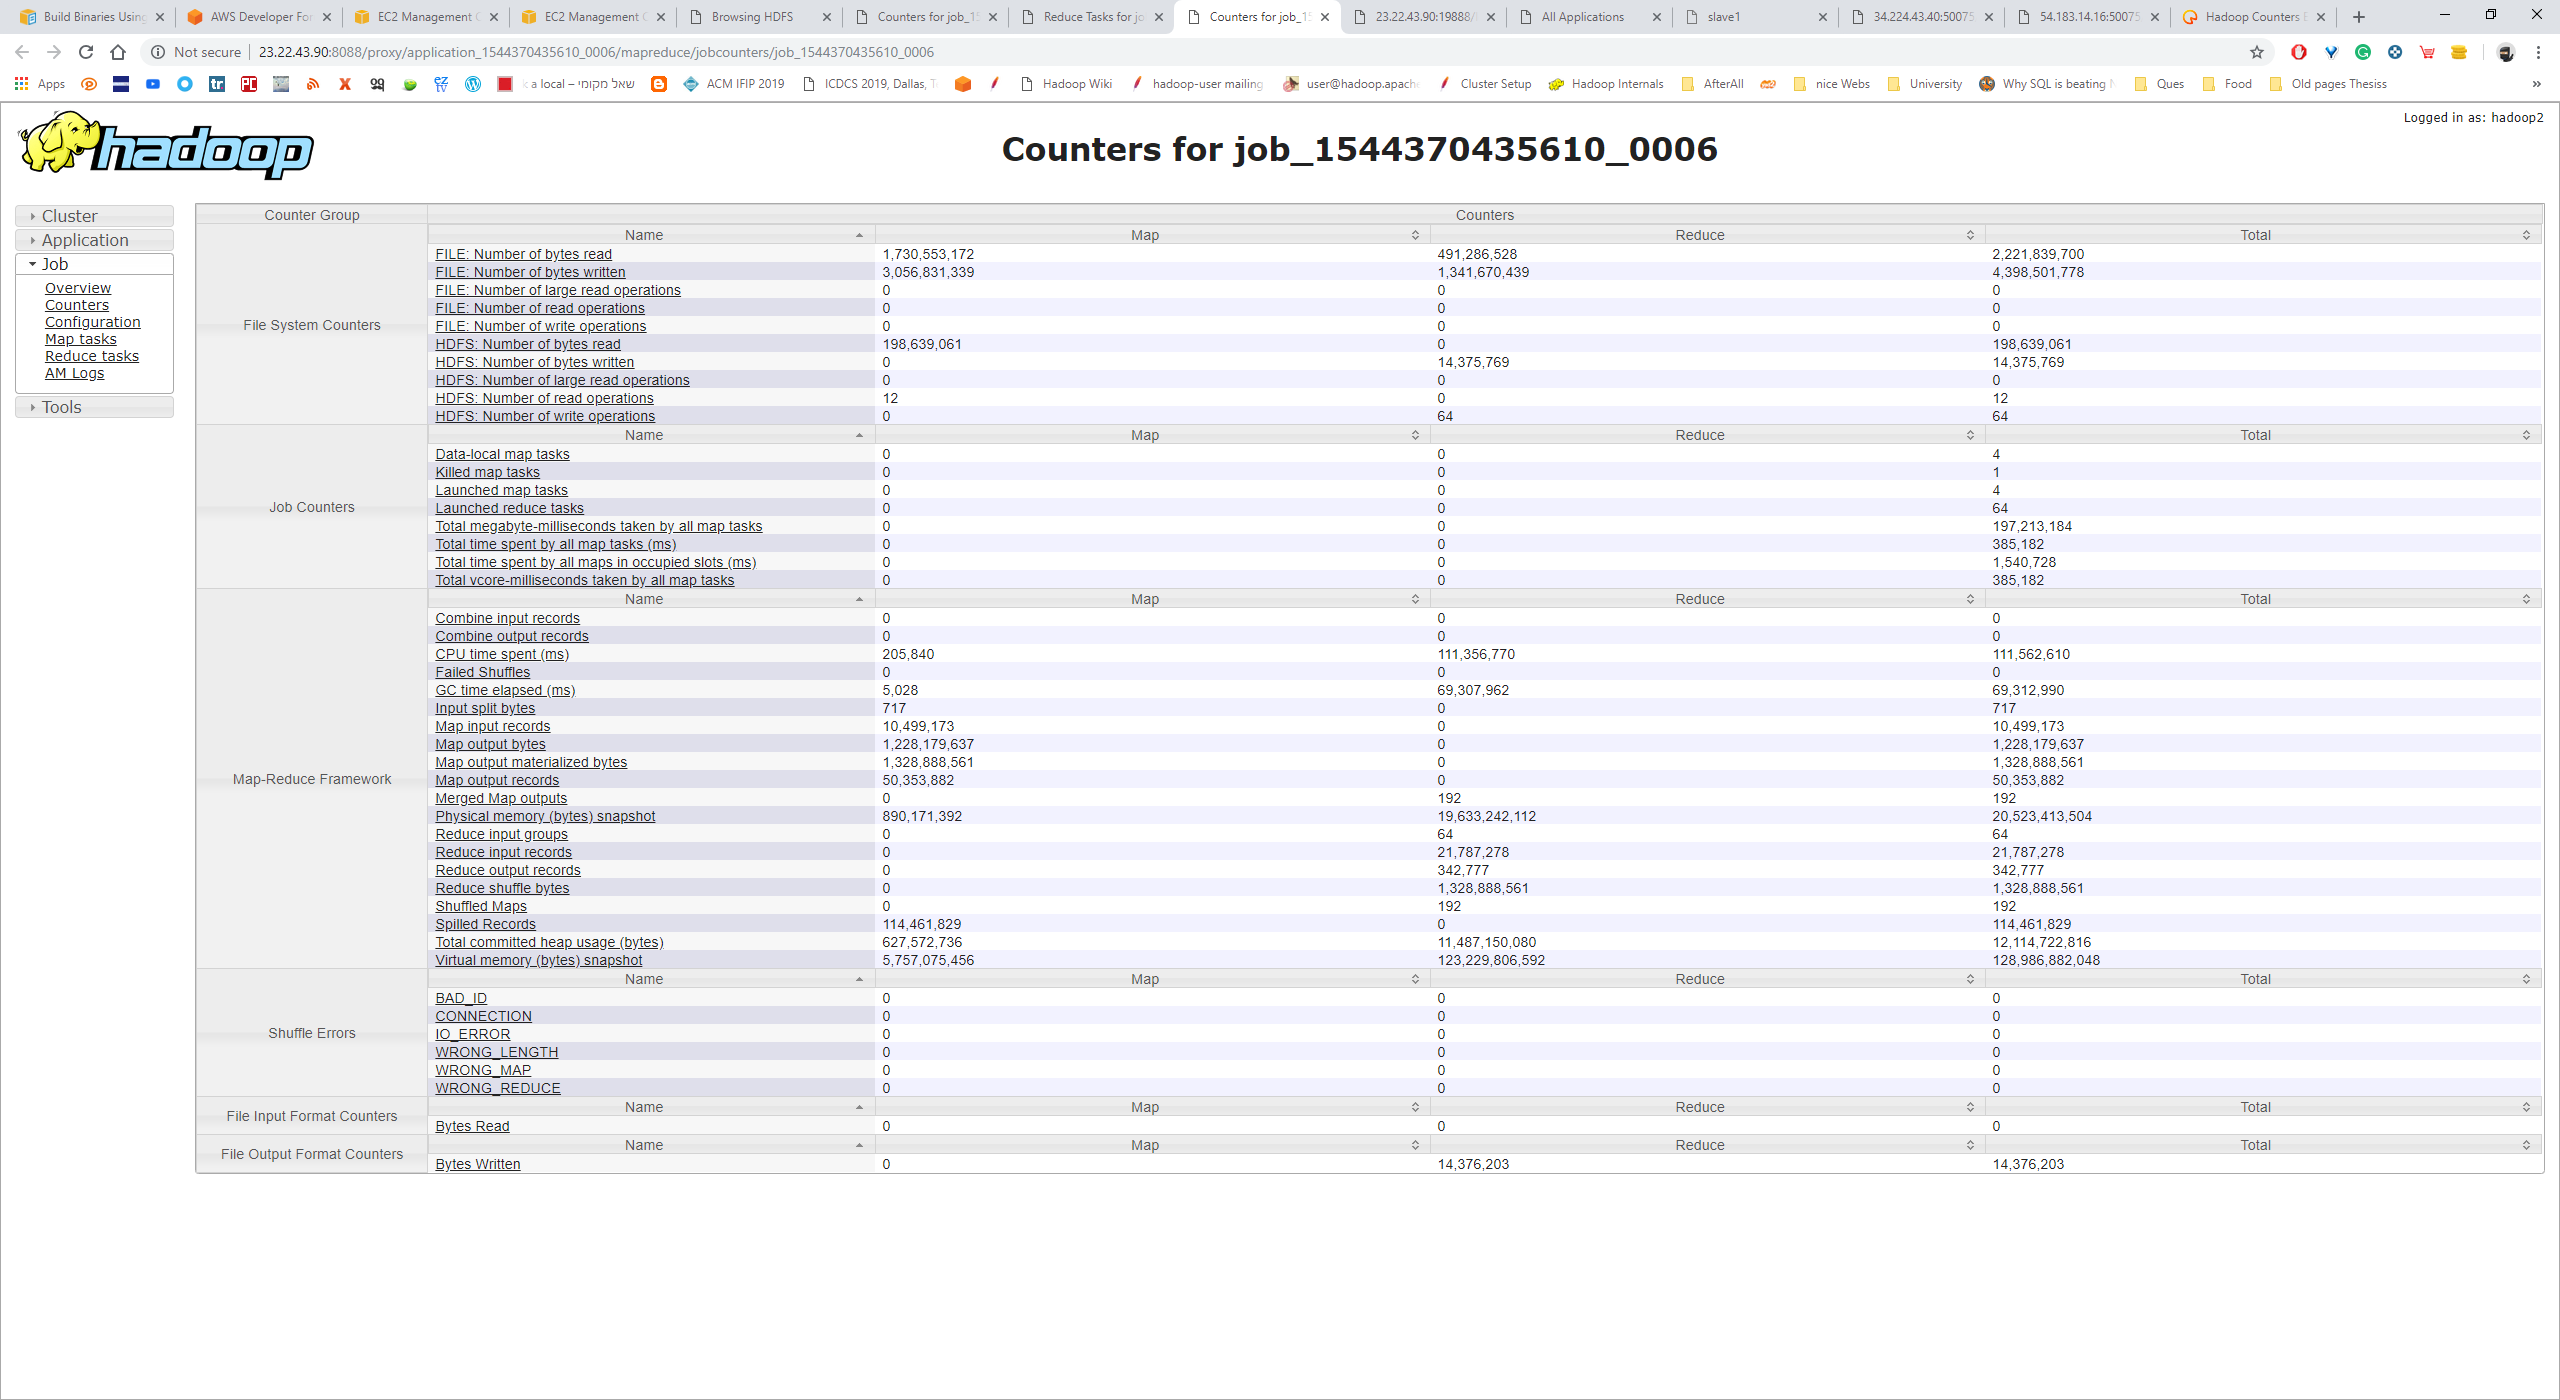 Build Binaries Using
AWS Developer For
EC2 Management C
EC2 Management C
Browsing HDFS
Counters for job_15
Reduce Tasks for jo
Counters for job_15
23.22.43.90:19888/
All Applications
slave1
34.224.43.40:50075
54.183.14.16:50075
Hadoop Counters E
Not secure 23.22.43.90:8088/proxy/application_1544370435610_0006/mapreduce/jobcounters/job_1544370435610_0006
Apps
a local – שאל מקומי
ACM IFIP 2019
ICDCS 2019, Dallas, T
Hadoop Wiki
hadoop-user mailing
user@hadoop.apache
Cluster Setup
Hadoop Internals
AfterAll
nice Webs
University
Why SQL is beating N
Ques
Food
Old pages Thesiss
»
hadoop
Counters for job_1544370435610_0006
Logged in as: hadoop2
Cluster
Application
Job
Overview
Counters
Configuration
Map tasks
Reduce tasks
AM Logs
Tools
Counter Group Counters
File System Counters
Name Map Reduce Total
FILE: Number of bytes read 1,730,553,172 491,286,528 2,221,839,700
FILE: Number of bytes written 3,056,831,339 1,341,670,439 4,398,501,778
FILE: Number of large read operations 0 0 0
FILE: Number of read operations 0 0 0
FILE: Number of write operations 0 0 0
HDFS: Number of bytes read 198,639,061 0 198,639,061
HDFS: Number of bytes written 0 14,375,769 14,375,769
HDFS: Number of large read operations 0 0 0
HDFS: Number of read operations 12 0 12
HDFS: Number of write operations 0 64 64
Job Counters
Name Map Reduce Total
Data-local map tasks 0 0 4
Killed map tasks 0 0 1
Launched map tasks 0 0 4
Launched reduce tasks 0 0 64
Total megabyte-milliseconds taken by all map tasks 0 0 197,213,184
Total time spent by all map tasks (ms) 0 0 385,182
Total time spent by all maps in occupied slots (ms) 0 0 1,540,728
Total vcore-milliseconds taken by all map tasks 0 0 385,182
Map-Reduce Framework
Name Map Reduce Total
Combine input records 0 0 0
Combine output records 0 0 0
CPU time spent (ms) 205,840 111,356,770 111,562,610
Failed Shuffles 0 0 0
GC time elapsed (ms) 5,028 69,307,962 69,312,990
Input split bytes 717 0 717
Map input records 10,499,173 0 10,499,173
Map output bytes 1,228,179,637 0 1,228,179,637
Map output materialized bytes 1,328,888,561 0 1,328,888,561
Map output records 50,353,882 0 50,353,882
Merged Map outputs 0 192 192
Physical memory (bytes) snapshot 890,171,392 19,633,242,112 20,523,413,504
Reduce input groups 0 64 64
Reduce input records 0 21,787,278 21,787,278
Reduce output records 0 342,777 342,777
Reduce shuffle bytes 0 1,328,888,561 1,328,888,561
Shuffled Maps 0 192 192
Spilled Records 114,461,829 0 114,461,829
Total committed heap usage (bytes) 627,572,736 11,487,150,080 12,114,722,816
Virtual memory (bytes) snapshot 5,757,075,456 123,229,806,592 128,986,882,048
Shuffle Errors
Name Map Reduce Total
BAD_ID 0 0 0
CONNECTION 0 0 0
IO_ERROR 0 0 0
WRONG_LENGTH 0 0 0
WRONG_MAP 0 0 0
WRONG_REDUCE 0 0 0
File Input Format Counters
Name Map Reduce Total
Bytes Read 0 0 0
File Output Format Counters
Name Map Reduce Total
Bytes Written 0 14,376,203 14,376,203